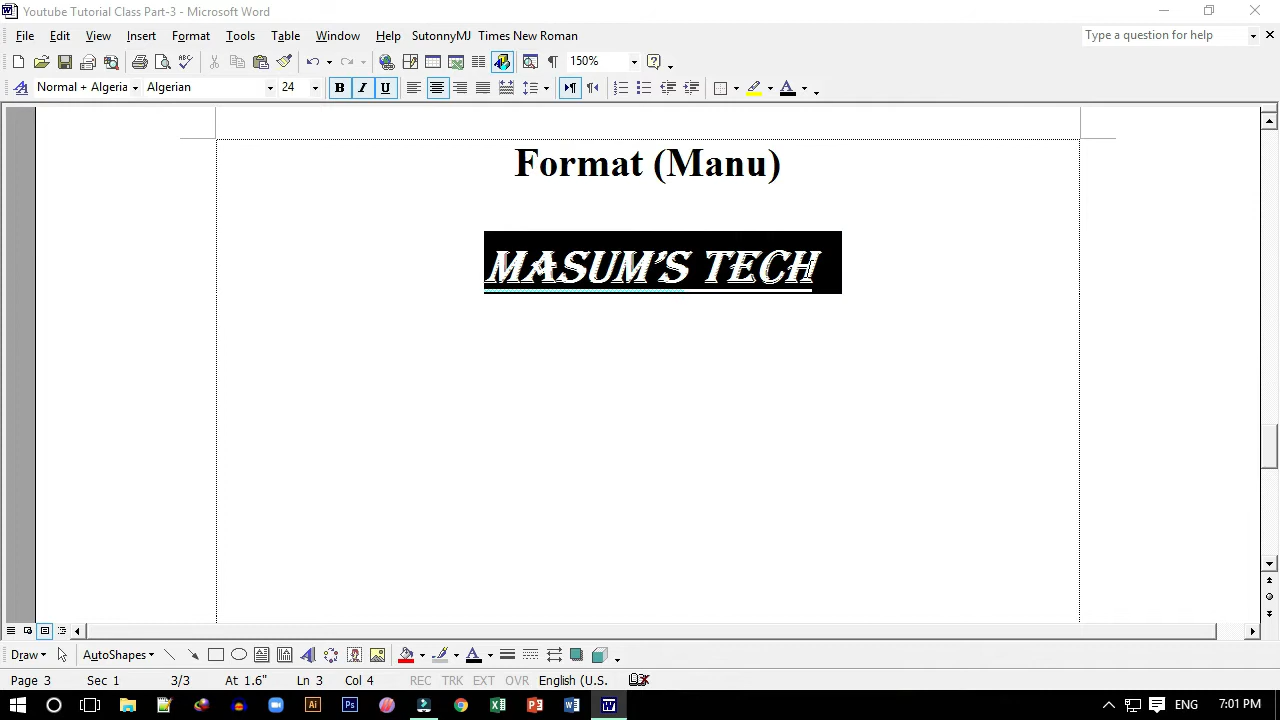 Youtube Tutorial Class Part-3 - Microsoft Word
File Edit View Insert Format Tools Table Window Help SutonnyMJ Times New Roman Type a question for help
150%
Normal + Algeria Algerian 24 B I U
Format (Manu)
MASUM'S TECH
Draw AutoShapes
Page 3 Sec 1 3/3 At 1.6" Ln 3 Col 4 REC TRK EXT OVR English (U.S.
ENG 7:01 PM